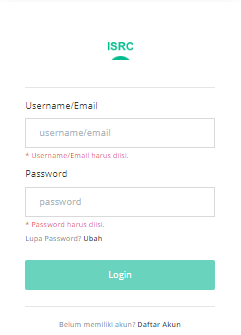 ISRC
Username/Email
username/email
* Username/Email harus diisi.
Password
password
* Password harus diisi.
Lupa Password? Ubah
Login
Belum memiliki akun? Daftar Akun